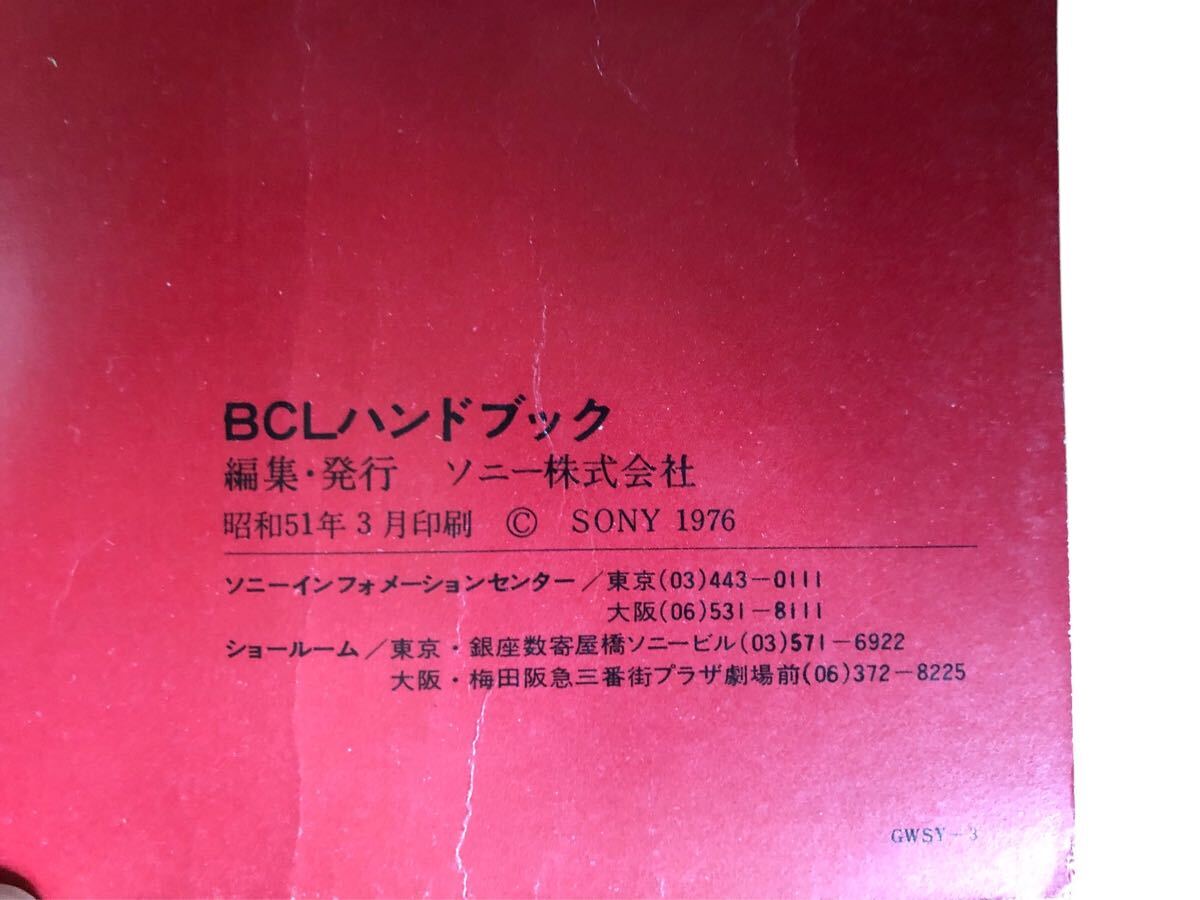 BCLハンドブック
編集・発行　ソニー株式会社
昭和51年3月印刷　©　SONY 1976
ソニーインフォメーションセンター／東京(03)443－0111
大阪(06)531－8111
ショールーム／東京・銀座数寄屋橋ソニービル(03)571－6922
大阪・梅田阪急三番街プラザ劇場前(06)372－8225
GWSY－3